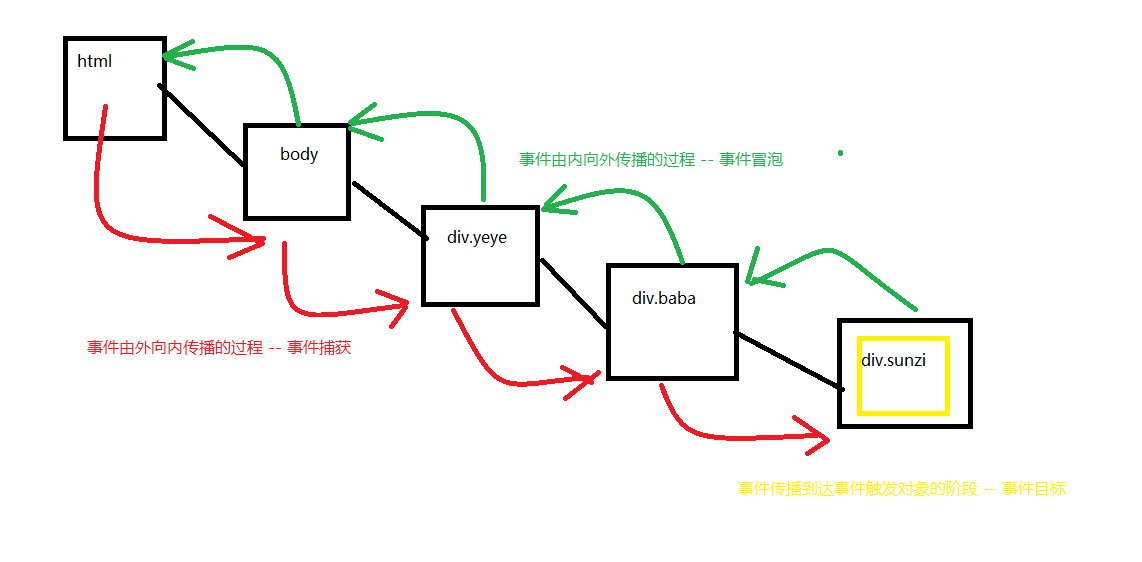 html
body
事件由内向外传播的过程 -- 事件冒泡
div.yeye
div.baba
事件由外向内传播的过程 -- 事件捕获
div.sunzi
事件传播到达事件触发对象的阶段 -- 事件目标